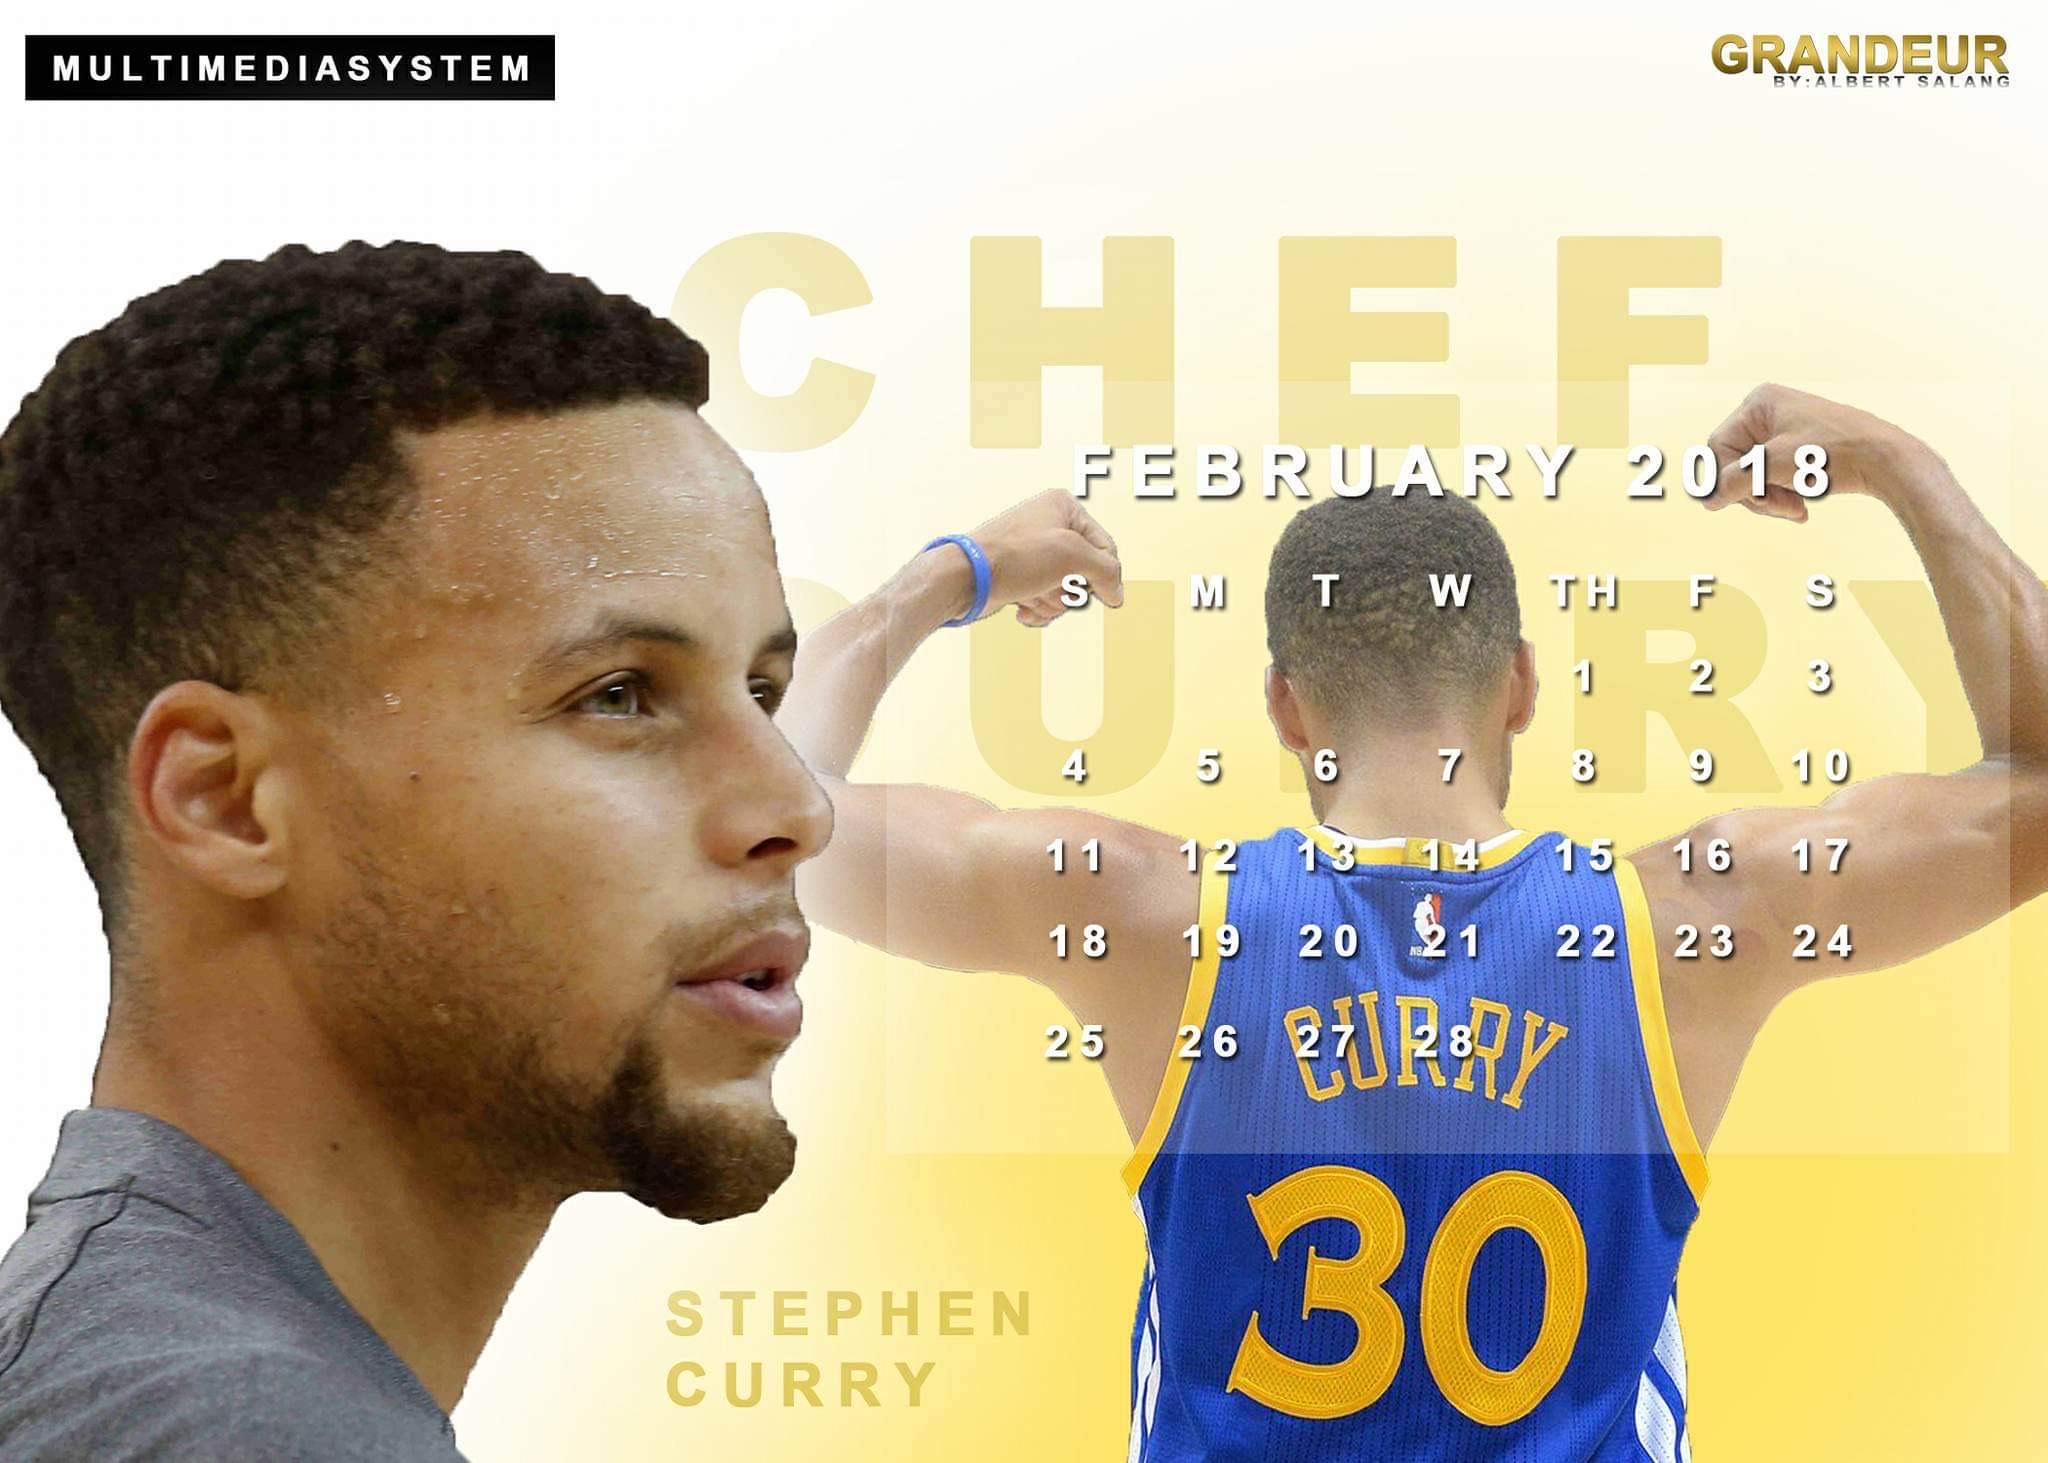 MULTIMEDIASYSTEM
GRANDEUR
BY:ALBERT SALANG
CHEF
CURRY
FEBRUARY 2018
S M T W TH F S
1 2 3
4 5 6 7 8 9 10
11 12 13 14 15 16 17
18 19 20 21 22 23 24
25 26 27 28
CURRY
30
STEPHEN
CURRY